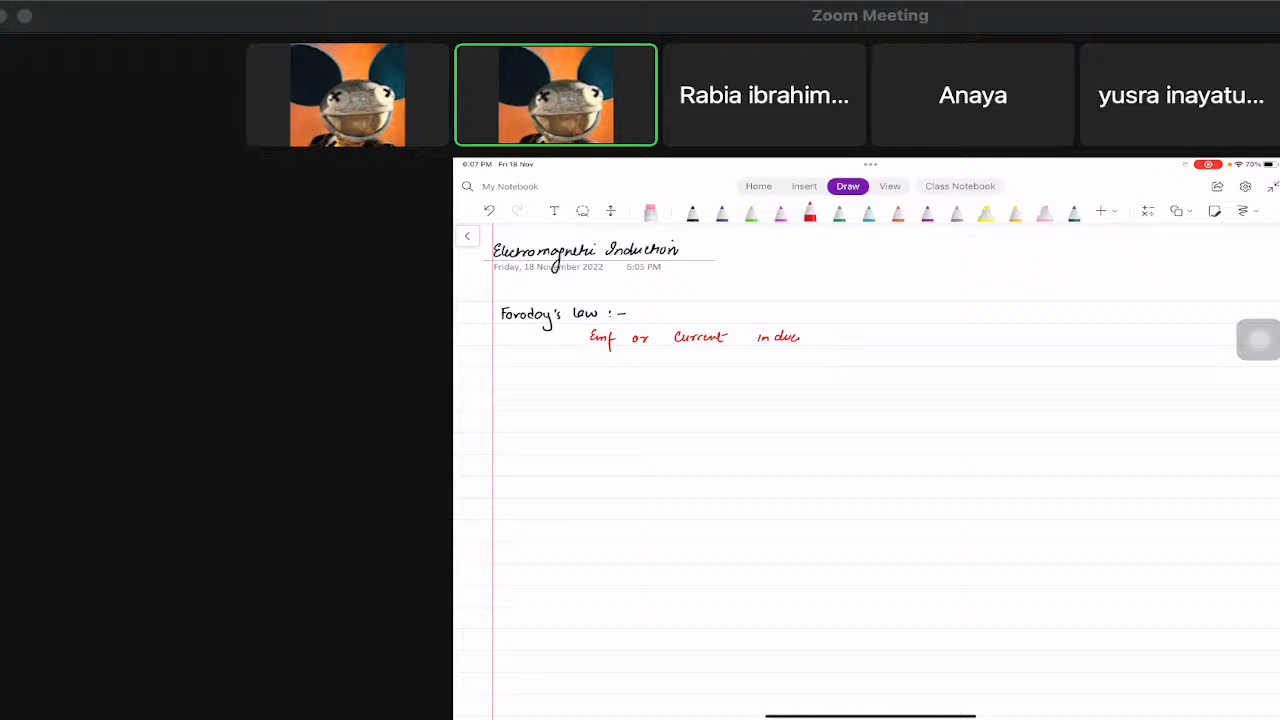 Zoom Meeting
Rabia ibrahim... Anaya yusra inayatu...
6:07 PM Fri 18 Nov 70%
My Notebook Home Insert Draw View Class Notebook
Electromagnetic Induction
Friday, 18 November 2022 6:05 PM
Faraday's law :-
Emf or Current induc